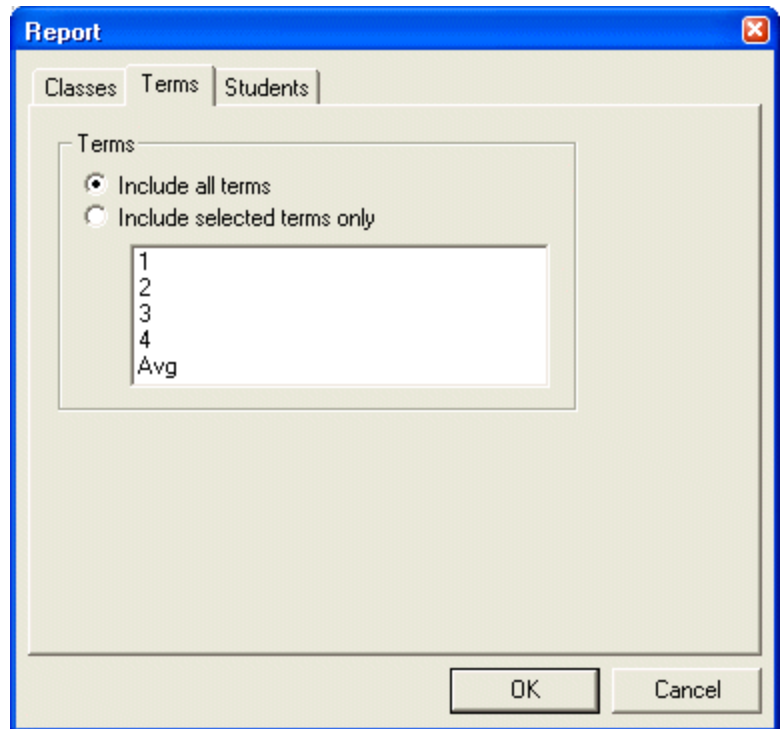 Report
Classes Terms Students
Terms
Include all terms
Include selected terms only
1
2
3
4
Avg
OK Cancel